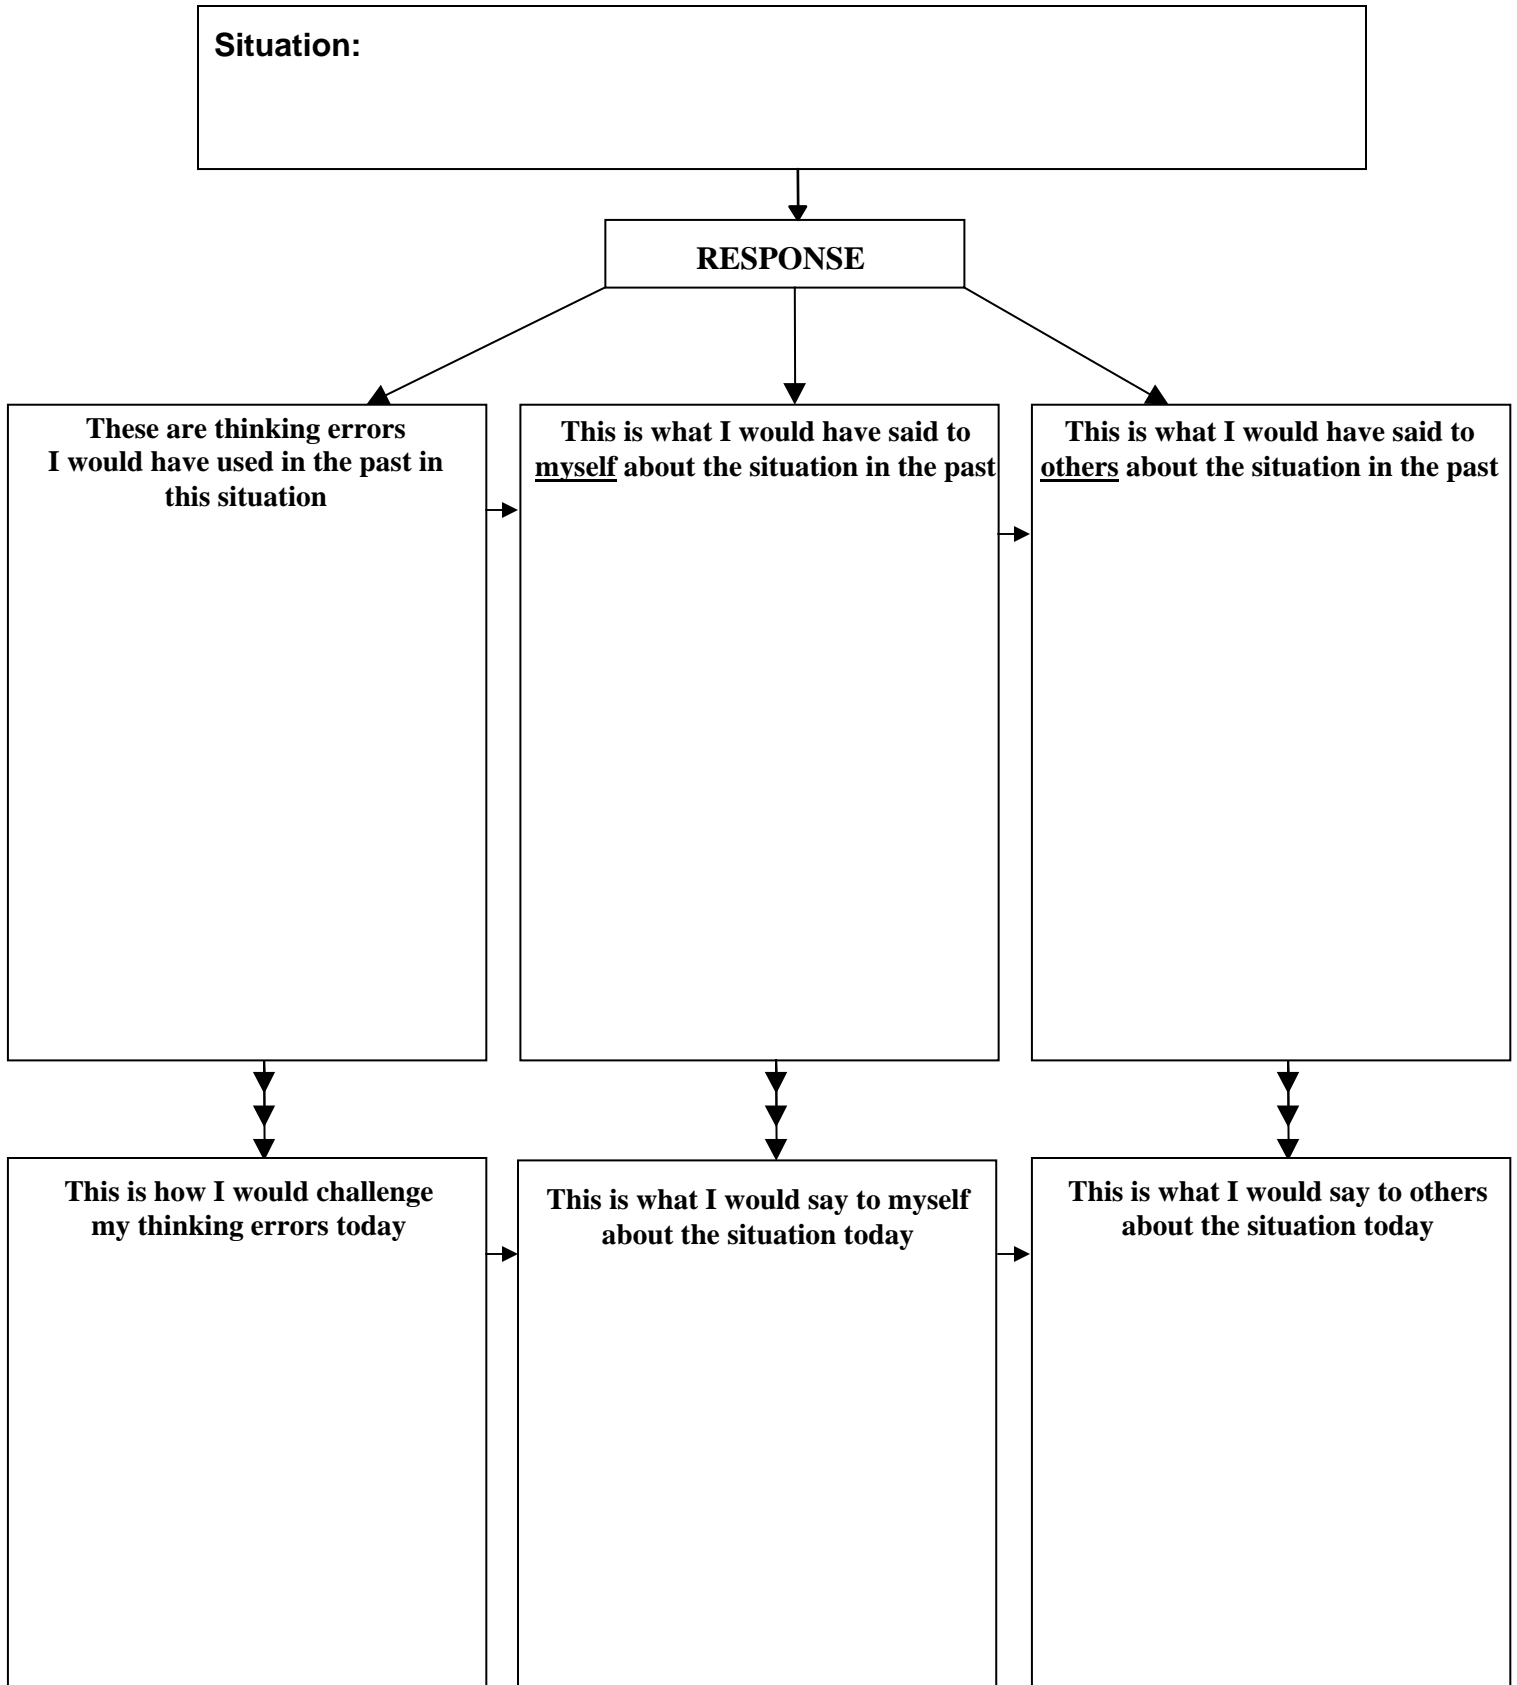 Situation:
RESPONSE
These are thinking errors
I would have used in the past in
this situation
This is what I would have said to
myself about the situation in the past
This is what I would have said to
others about the situation in the past
This is how I would challenge
my thinking errors today
This is what I would say to myself
about the situation today
This is what I would say to others
about the situation today